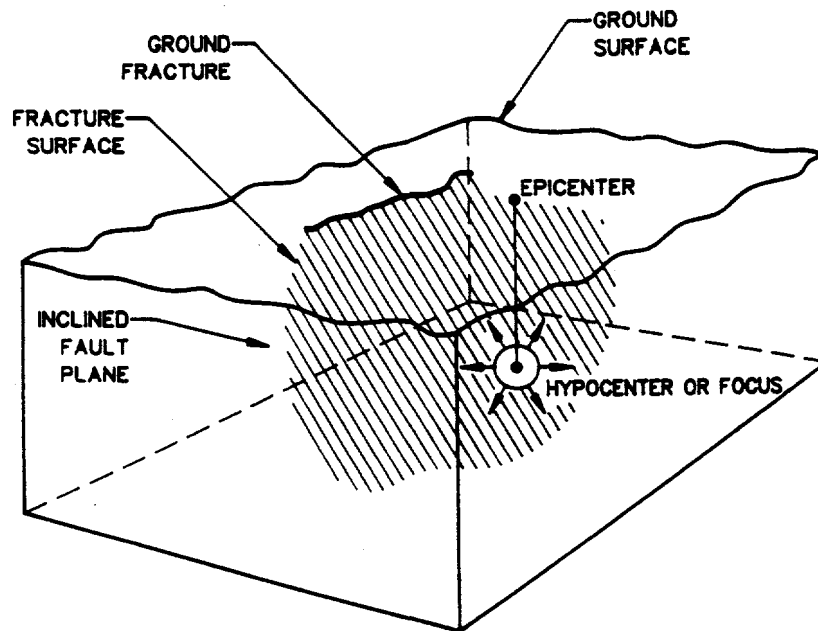 GROUND
SURFACE
GROUND
FRACTURE
FRACTURE
SURFACE
EPICENTER
INCLINED
FAULT
PLANE
HYPOCENTER OR FOCUS